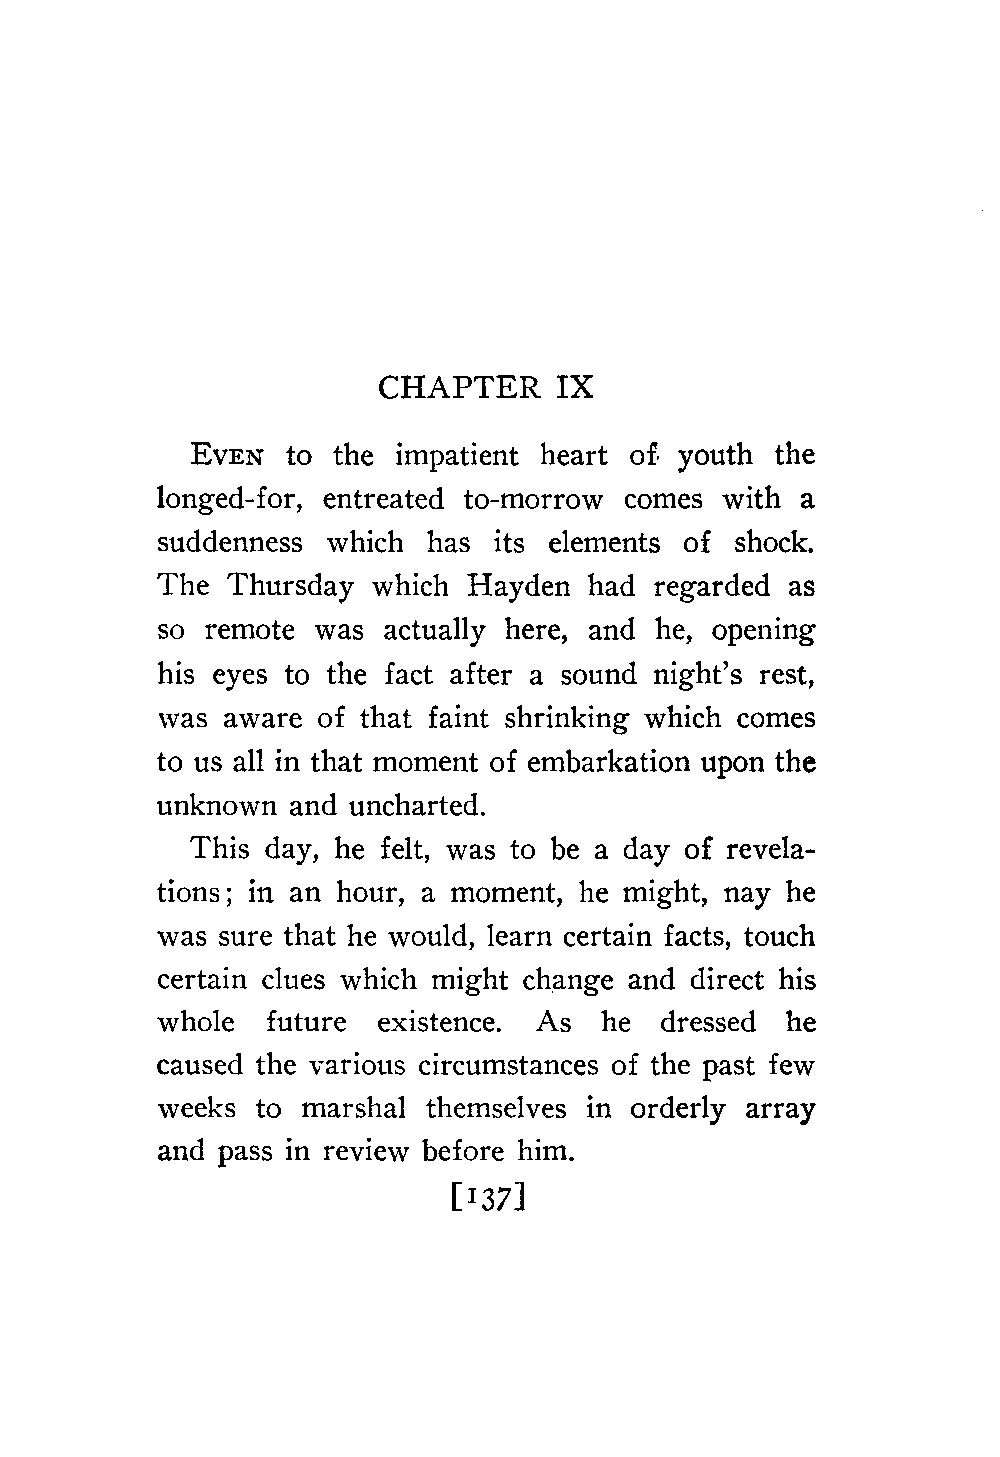 CHAPTER IX
EVEN to the impatient heart of youth the
longed-for, entreated to-morrow comes with a
suddenness which has its elements of shock.
The Thursday which Hayden had regarded as
so remote was actually here, and he, opening
his eyes to the fact after a sound night's rest,
was aware of that faint shrinking which comes
to us all in that moment of embarkation upon the
unknown and uncharted.
This day, he felt, was to be a day of revela-
tions; in an hour, a moment, he might, nay he
was sure that he would, learn certain facts, touch
certain clues which might change and direct his
whole future existence. As he dressed he
caused the various circumstances of the past few
weeks to marshal themselves in orderly array
and pass in review before him.
[137]